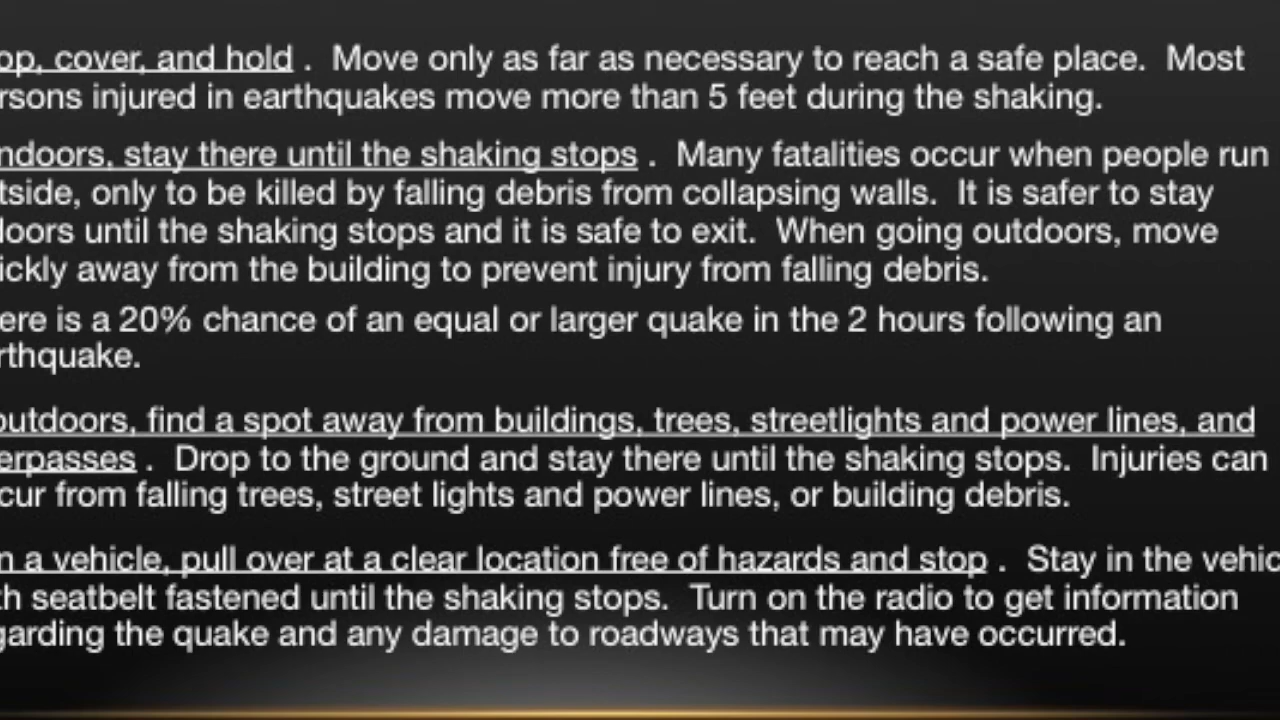 op, cover, and hold . Move only as far as necessary to reach a safe place. Most
rsons injured in earthquakes move more than 5 feet during the shaking.
ndoors, stay there until the shaking stops . Many fatalities occur when people run
tside, only to be killed by falling debris from collapsing walls. It is safer to stay
doors until the shaking stops and it is safe to exit. When going outdoors, move
ickly away from the building to prevent injury from falling debris.
ere is a 20% chance of an equal or larger quake in the 2 hours following an
rthquake.
outdoors, find a spot away from buildings, trees, streetlights and power lines, and
erpasses . Drop to the ground and stay there until the shaking stops. Injuries can
cur from falling trees, street lights and power lines, or building debris.
n a vehicle, pull over at a clear location free of hazards and stop . Stay in the vehic
th seatbelt fastened until the shaking stops. Turn on the radio to get information
garding the quake and any damage to roadways that may have occurred.